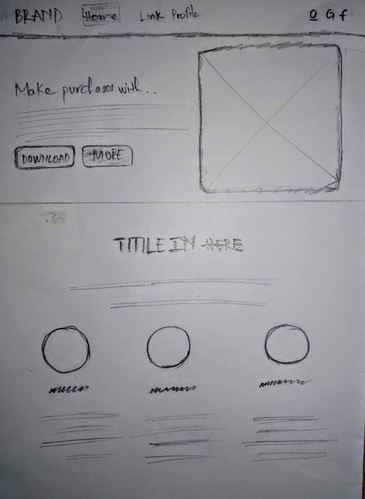 BRAND Home Link Profile G f
Make purchases with...
DOWNLOAD MORE
TITILE IN HERE